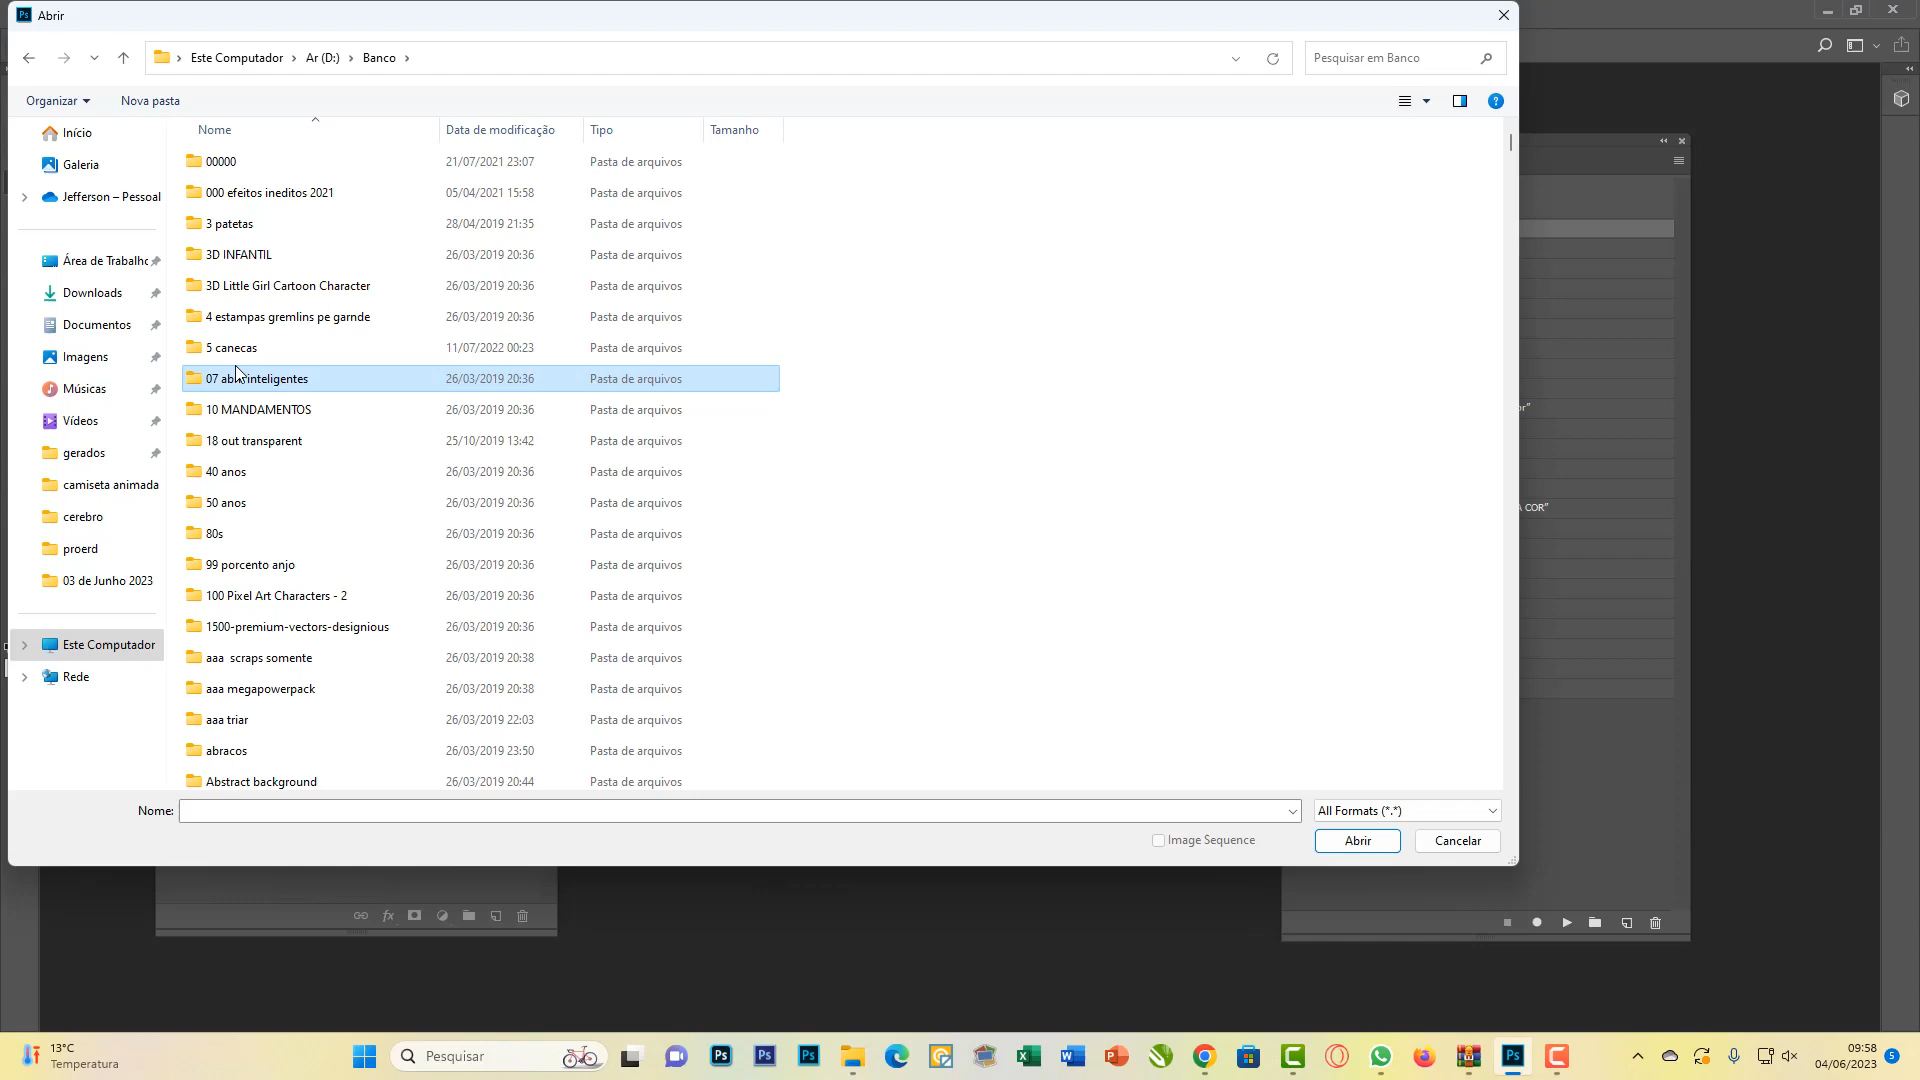 Abrir
Este Computador
Ar (D:)
Banco
Pesquisar em Banco
Organizar
Nova pasta
Nome
Data de modificação
Tipo
Tamanho
Início
Galeria
Jefferson – Pessoal
Área de Trabalho
Downloads
Documentos
Imagens
Músicas
Vídeos
gerados
camiseta animada
cerebro
proerd
03 de Junho 2023
Este Computador
Rede
00000 21/07/2021 23:07 Pasta de arquivos
000 efeitos ineditos 2021 05/04/2021 15:58 Pasta de arquivos
3 patetas 28/04/2019 21:35 Pasta de arquivos
3D INFANTIL 26/03/2019 20:36 Pasta de arquivos
3D Little Girl Cartoon Character 26/03/2019 20:36 Pasta de arquivos
4 estampas gremlins pe garnde 26/03/2019 20:36 Pasta de arquivos
5 canecas 11/07/2022 00:23 Pasta de arquivos
07 inteligentes 26/03/2019 20:36 Pasta de arquivos
10 MANDAMENTOS 26/03/2019 20:36 Pasta de arquivos
18 out transparent 25/10/2019 13:42 Pasta de arquivos
40 anos 26/03/2019 20:36 Pasta de arquivos
50 anos 26/03/2019 20:36 Pasta de arquivos
80s 26/03/2019 20:36 Pasta de arquivos
99 porcento anjo 26/03/2019 20:36 Pasta de arquivos
100 Pixel Art Characters - 2 26/03/2019 20:36 Pasta de arquivos
1500-premium-vectors-designious 26/03/2019 20:36 Pasta de arquivos
aaa  scraps somente 26/03/2019 20:38 Pasta de arquivos
aaa megapowerpack 26/03/2019 20:38 Pasta de arquivos
aaa triar 26/03/2019 22:03 Pasta de arquivos
abracos 26/03/2019 23:50 Pasta de arquivos
Abstract background 26/03/2019 20:44 Pasta de arquivos
Nome:
All Formats (*.*)
Image Sequence
Abrir
Cancelar
COR"
fx
13°C
Temperatura
Pesquisar
09:58
04/06/2023
5